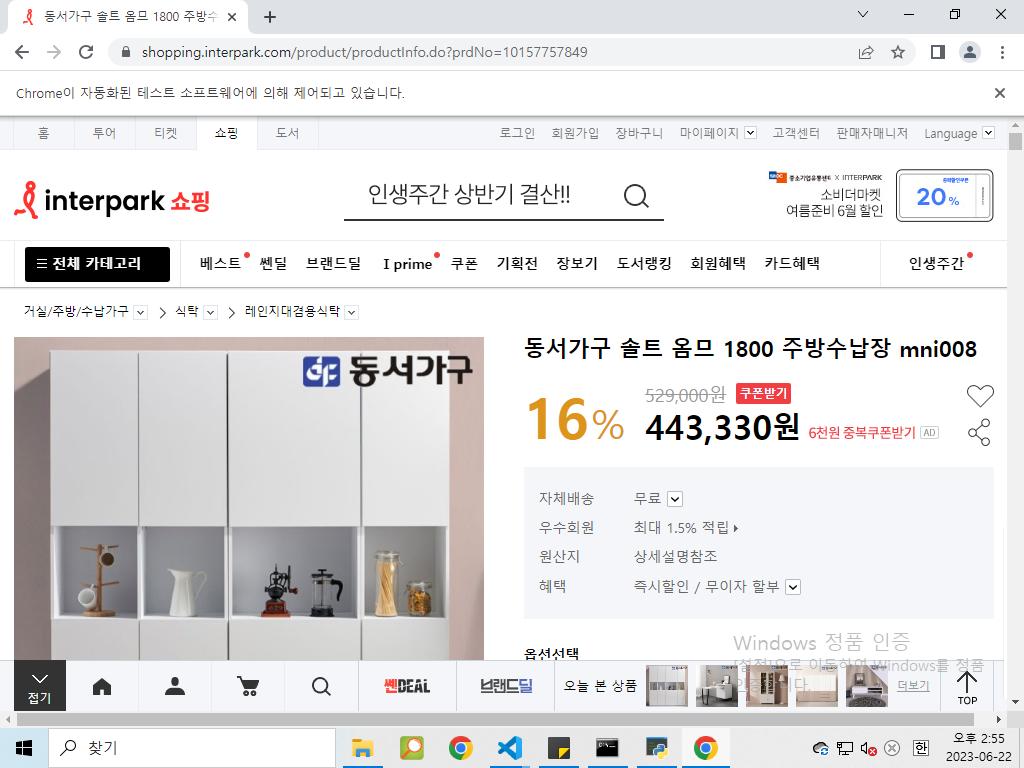 동서가구 솔트 옴므 1800 주방수
shopping.interpark.com/product/productInfo.do?prdNo=10157757849
Chrome이 자동화된 테스트 소프트웨어에 의해 제어되고 있습니다.
홈 투어 티켓 쇼핑 도서 로그인 회원가입 장바구니 마이페이지 고객센터 판매자매니저 Language
interpark 쇼핑
인생주간 상반기 결산!!
중소기업유통센터 X INTERPARK
소비더마켓
여름준비 6월 할인
20%
전체 카테고리 베스트 쎈딜 브랜드딜 I prime 쿠폰 기획전 장보기 도서랭킹 회원혜택 카드혜택 인생주간
거실/주방/수납가구 식탁 레인지대겸용식탁
동서가구
동서가구 솔트 옴므 1800 주방수납장 mni008
16%
529,000원 쿠폰받기
443,330원 6천원 중복쿠폰받기 AD
자체배송 무료
우수회원 최대 1.5% 적립
원산지 상세설명참조
혜택 즉시할인 / 무이자 할부
옵션선택
Windows 정품 인증
[설정]으로 이동하여 Windows를 정품
접기 쎈DEAL 브랜드딜 오늘 본 상품 더보기 TOP
찾기
한
오후 2:55
2023-06-22